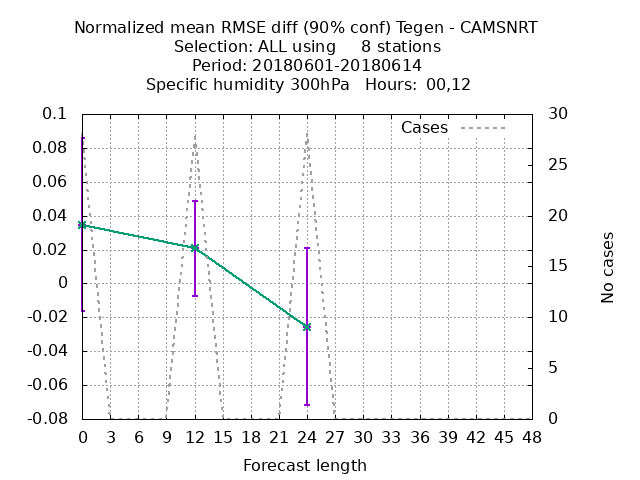 Normalized mean RMSE diff (90% conf) Tegen - CAMSNRT
Selection: ALL using 8 stations
Period: 20180601-20180614
Specific humidity 300hPa Hours: 00,12
0.1
0.08
0.06
0.04
0.02
0
-0.02
-0.04
-0.06
-0.08
Cases
30
25
20
15
10
5
0
No cases
0 3 6 9 12 15 18 21 24 27 30 33 36 39 42 45 48
Forecast length